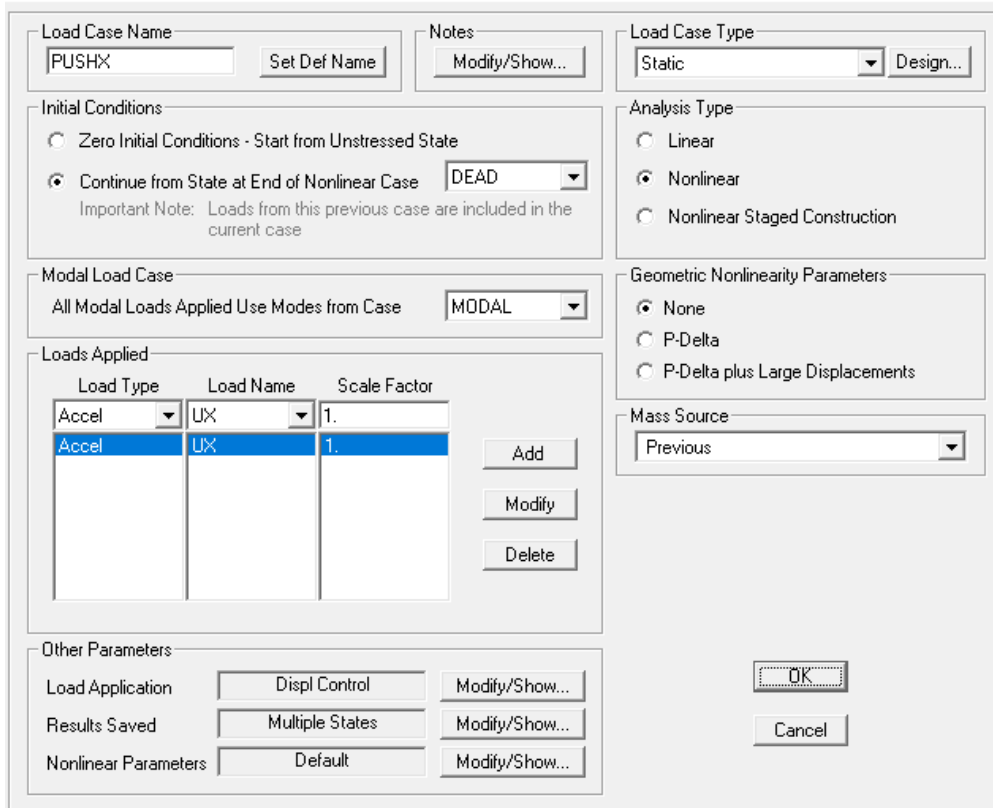 Load Case Name
PUSHX
Set Def Name
Notes
Modify/Show...
Load Case Type
Static
Design...
Initial Conditions
Zero Initial Conditions - Start from Unstressed State
Continue from State at End of Nonlinear Case
DEAD
Important Note: Loads from this previous case are included in the
current case
Analysis Type
Linear
Nonlinear
Nonlinear Staged Construction
Modal Load Case
All Modal Loads Applied Use Modes from Case
MODAL
Geometric Nonlinearity Parameters
None
P-Delta
P-Delta plus Large Displacements
Loads Applied
Load Type Load Name Scale Factor
Accel UX 1.
Accel UX 1.
Add
Modify
Delete
Mass Source
Previous
Other Parameters
Load Application Displ Control Modify/Show...
Results Saved Multiple States Modify/Show...
Nonlinear Parameters Default Modify/Show...
OK
Cancel